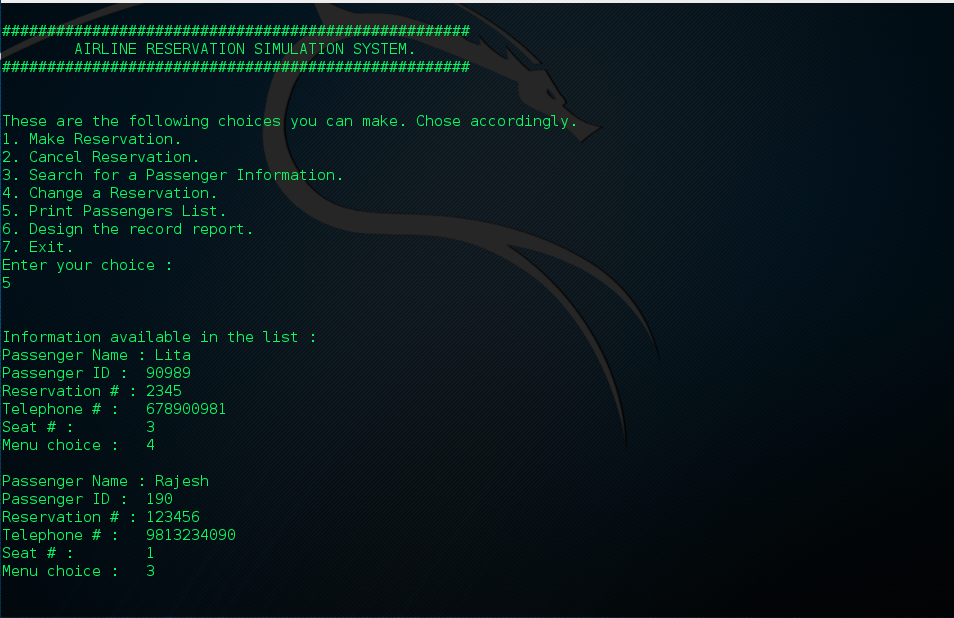 ####################################################
AIRLINE RESERVATION SIMULATION SYSTEM.
####################################################
These are the following choices you can make. Chose accordingly.
1. Make Reservation.
2. Cancel Reservation.
3. Search for a Passenger Information.
4. Change a Reservation.
5. Print Passengers List.
6. Design the record report.
7. Exit.
Enter your choice :
5
Information available in the list :
Passenger Name : Lita
Passenger ID :  90989
Reservation # : 2345
Telephone # :   678900981
Seat # :        3
Menu choice :   4
Passenger Name : Rajesh
Passenger ID :  190
Reservation # : 123456
Telephone # :   9813234090
Seat # :        1
Menu choice :   3